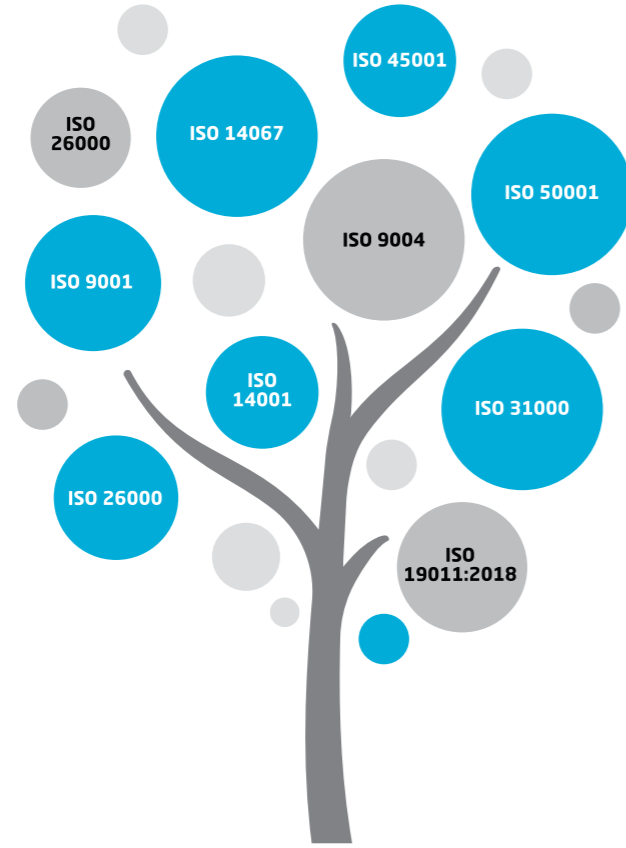 ISO 45001
ISO
26000
ISO 14067
ISO 50001
ISO 9004
ISO 9001
ISO
14001
ISO 31000
ISO 26000
ISO
19011:2018